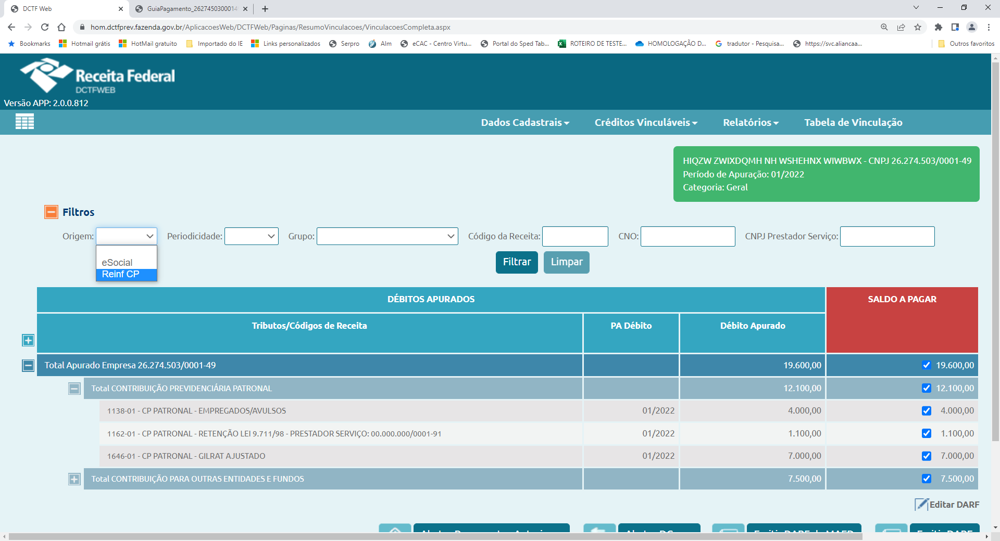 DCTF Web
GuiaPagamento_2627450300014
hom.dctfprev.fazenda.gov.br/AplicacoesWeb/DCTFWeb/Paginas/ResumoVinculacoes/VinculacoesCompleta.aspx
Bookmarks Hotmail grátis HotMail gratuito Importado do IE Links personalizados Serpro Alm eCAC - Centro Virtu... Portal do Sped Tab... ROTEIRO DE TESTE... HOMOLOGAÇÃO D... tradutor - Pesquisa... https://svc.aliancaa... Outros favoritos
Receita Federal
DCTFWEB
Versão APP: 2.0.0.812
Dados Cadastrais Créditos Vinculáveis Relatórios Tabela de Vinculação
HIQZW ZWIXDQMH NH WSHEHNX WIWBWX - CNPJ 26.274.503/0001-49
Período de Apuração: 01/2022
Categoria: Geral
Filtros
Origem: Periodicidade: Grupo: Código da Receita: CNO: CNPJ Prestador Serviço:
eSocial
Reinf CP
Filtrar Limpar
DÉBITOS APURADOS SALDO A PAGAR
Tributos/Códigos de Receita PA Débito Débito Apurado
Total Apurado Empresa 26.274.503/0001-49 19.600,00 19.600,00
Total CONTRIBUIÇÃO PREVIDENCIÁRIA PATRONAL 12.100,00 12.100,00
1138-01 - CP PATRONAL - EMPREGADOS/AVULSOS 01/2022 4.000,00 4.000,00
1162-01 - CP PATRONAL - RETENÇÃO LEI 9.711/98 - PRESTADOR SERVIÇO: 00.000.000/0001-91 01/2022 1.100,00 1.100,00
1646-01 - CP PATRONAL - GILRAT AJUSTADO 01/2022 7.000,00 7.000,00
Total CONTRIBUIÇÃO PARA OUTRAS ENTIDADES E FUNDOS 7.500,00 7.500,00
Editar DARF